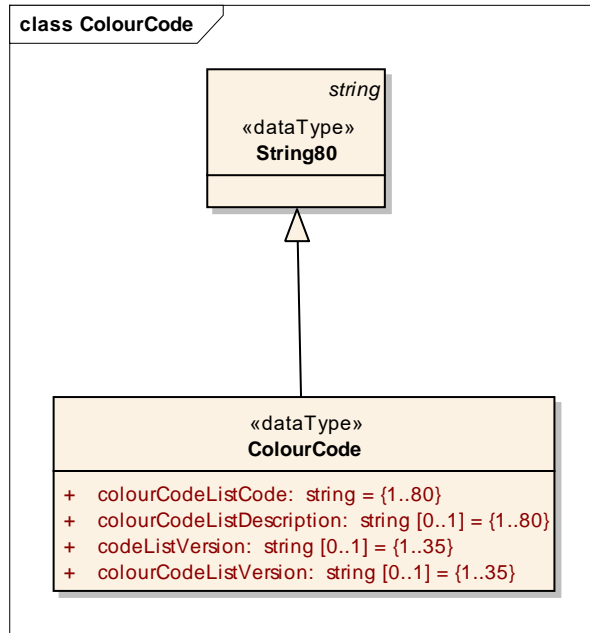 class ColourCode
string
«dataType»
String80
«dataType»
ColourCode
+ colourCodeListCode: string = {1..80}
+ colourCodeListDescription: string [0..1] = {1..80}
+ codeListVersion: string [0..1] = {1..35}
+ colourCodeListVersion: string [0..1] = {1..35}